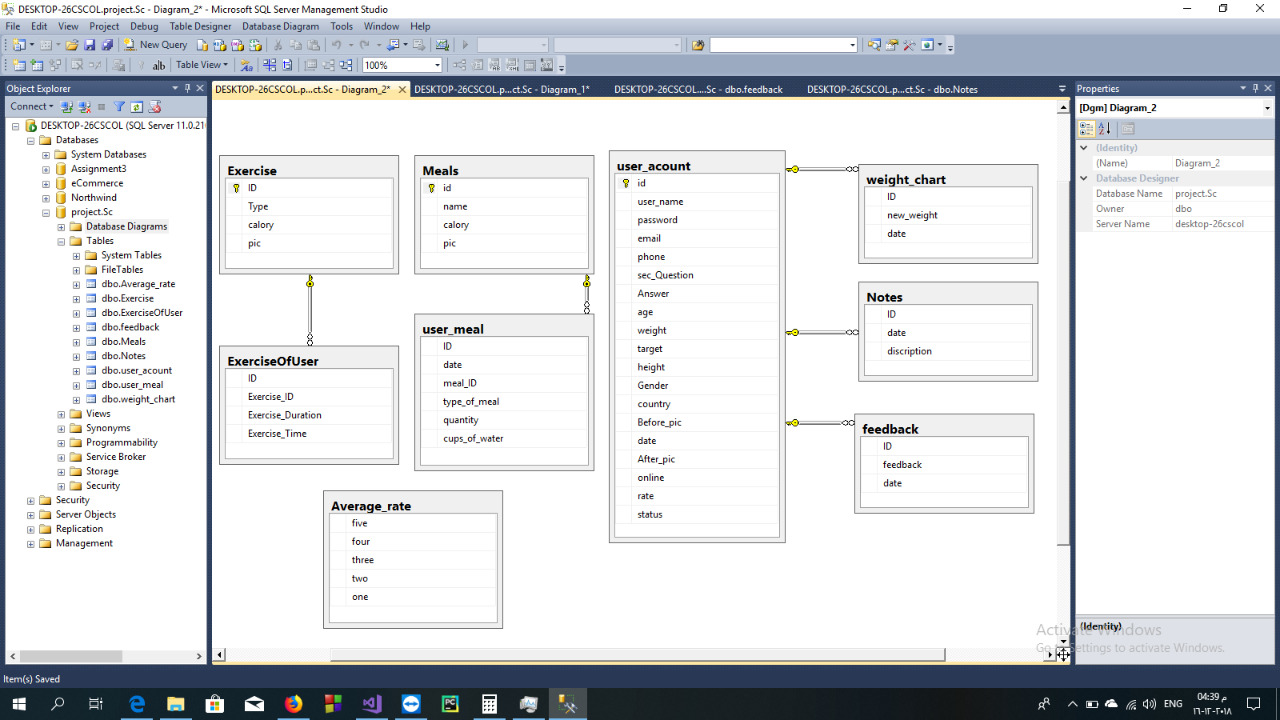 DESKTOP-26CSCOL.project.Sc - Diagram_2* - Microsoft SQL Server Management Studio
File Edit View Project Debug Table Designer Database Diagram Tools Window Help
New Query
ab Table View 100%
Object Explorer
Connect
DESKTOP-26CSCOL (SQL Server 11.0.21
Databases
System Databases
Assignment3
eCommerce
Northwind
project.Sc
Database Diagrams
Tables
System Tables
FileTables
dbo.Average_rate
dbo.Exercise
dbo.ExerciseOfUser
dbo.feedback
dbo.Meals
dbo.Notes
dbo.user_acount
dbo.user_meal
dbo.weight_chart
Views
Synonyms
Programmability
Service Broker
Storage
Security
Security
Server Objects
Replication
Management
DESKTOP-26CSCOL.p...ct.Sc - Diagram_2* DESKTOP-26CSCOL.p...ct.Sc - Diagram_1* DESKTOP-26CSCOL....Sc - dbo.feedback DESKTOP-26CSCOL.p...ct.Sc - dbo.Notes
Exercise
ID
Type
calory
pic
Meals
id
name
calory
pic
user_acount
id
user_name
password
email
phone
sec_Question
Answer
age
weight
target
height
Gender
country
Before_pic
date
After_pic
online
rate
status
weight_chart
ID
new_weight
date
Notes
ID
date
discription
feedback
ID
feedback
date
ExerciseOfUser
ID
Exercise_ID
Exercise_Duration
Exercise_Time
user_meal
ID
date
meal_ID
type_of_meal
quantity
cups_of_water
Average_rate
five
four
three
two
one
Properties
[Dgm] Diagram_2
(Identity)
(Name) Diagram_2
Database Designer
Database Name project.Sc
Owner dbo
Server Name desktop-26cscol
(Identity)
Activate Windows
Go to Settings to activate Windows.
Item(s) Saved
ENG
04:39 م
١٦-١٢-٢٠١٨